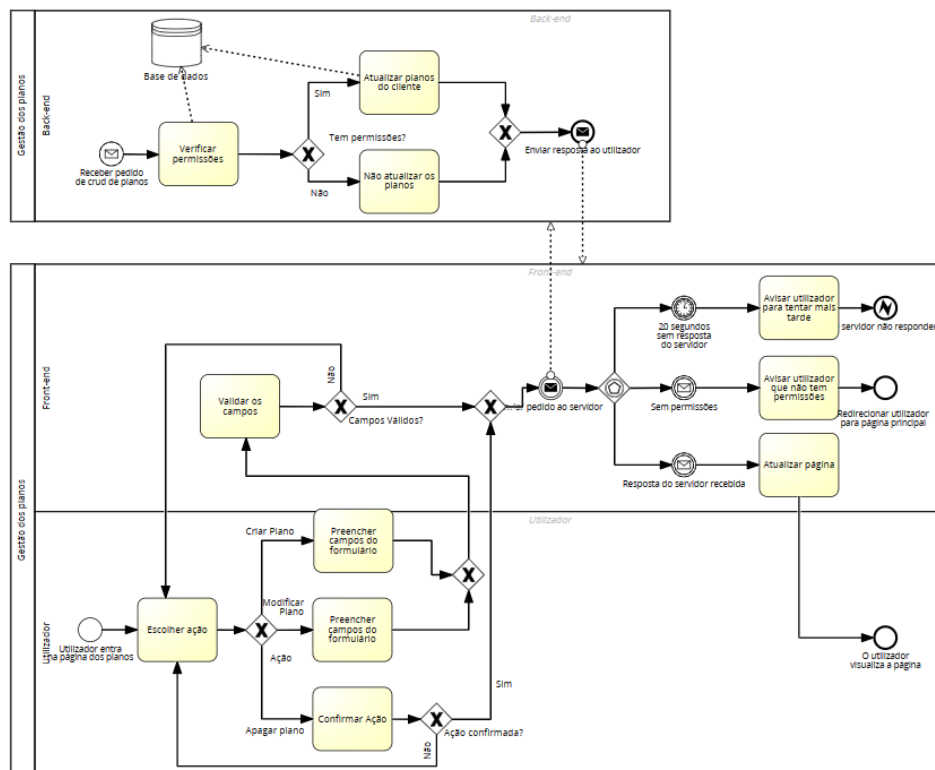 Back-end
Gestão dos planos
Back-end
Base de dados
Atualizar planos
do cliente
Sim
Verificar
permissões
Tem permissões?
Enviar resposta ao utilizador
Receber pedido
de crud de planos
Não
Não atualizar os
planos
Front-end
Gestão dos planos
Front-end
Avisar utilizador
para tentar mais
tarde
20 segundos
sem resposta
do servidor
servidor não responder
Não
Validar os
campos
Sim
Campos Válidos?
pedido ao servidor
Sem permissões
Avisar utilizador
que não tem
permissões
Redirecionar utilizador
para página principal
Resposta do servidor recebida
Atualizar página
Utilizador
Utilizador
Criar Plano
Preencher
campos do
formulário
Modificar
Plano
Preencher
campos do
formulário
Escolher ação
Utilizador entra
na página dos planos
Ação
O utilizador
visualiza a página
Sim
Apagar plano
Confirmar Ação
Ação confirmada?
Não